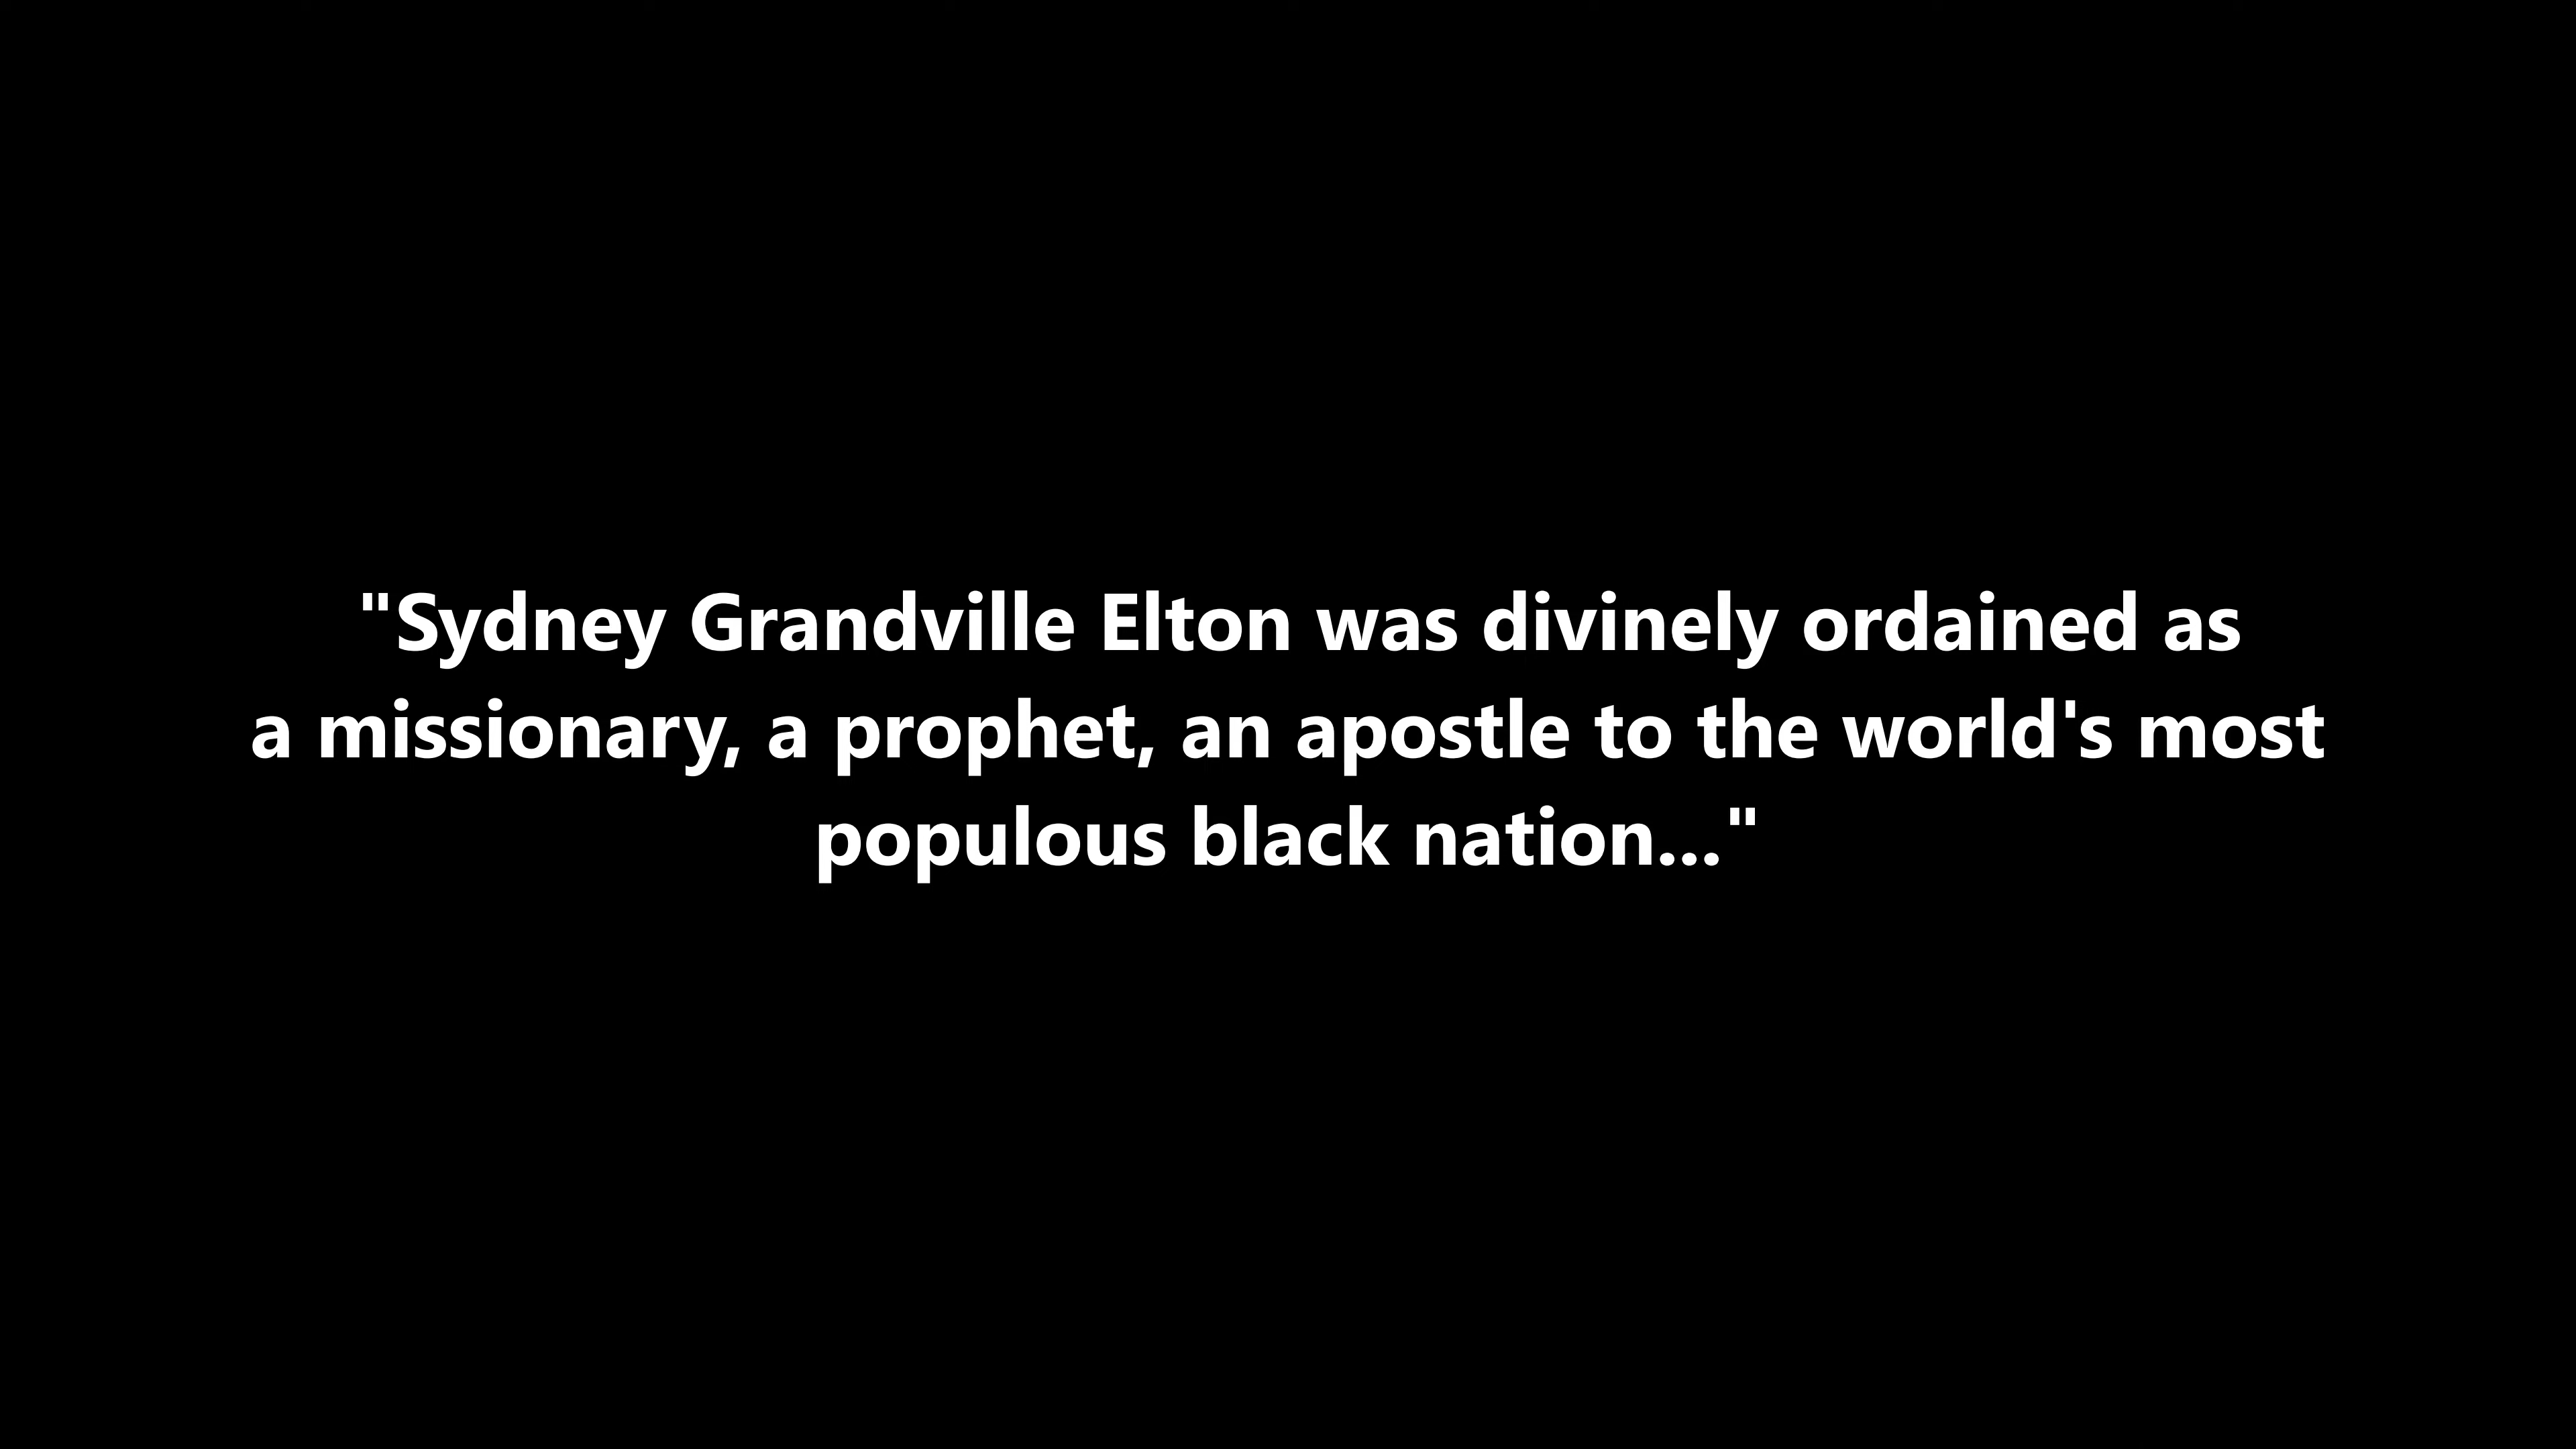 "Sydney Grandville Elton was divinely ordained as
a missionary, a prophet, an apostle to the world's most
populous black nation..."